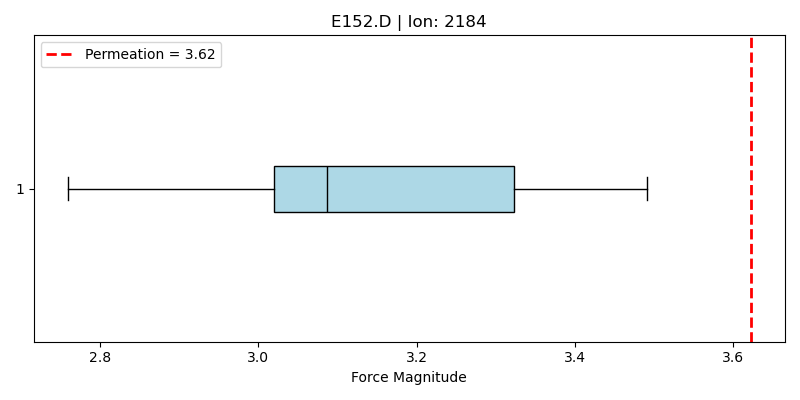 E152.D | Ion: 2184
Permeation = 3.62
1
2.8 3.0 3.2 3.4 3.6
Force Magnitude